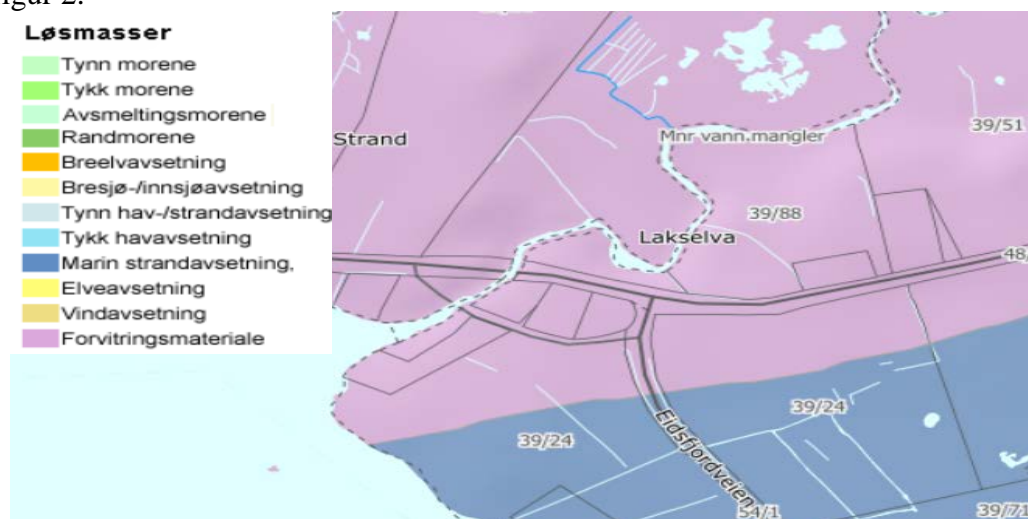 igur 2.
Løsmasser
Tynn morene
Tykk morene
Avsmeltingsmorene
Randmorene
Breelvavsetning
Bresjø-/innsjøavsetning
Tynn hav-/strandavsetning
Tykk havavsetning
Marin strandavsetning,
Elveavsetning
Vindavsetning
Forvitringsmateriale
Strand
Mnr vann mangler
39/51
39/88
Lakselva
48/
39/24
39/24
Eidsfjordveien
54/1
39/71